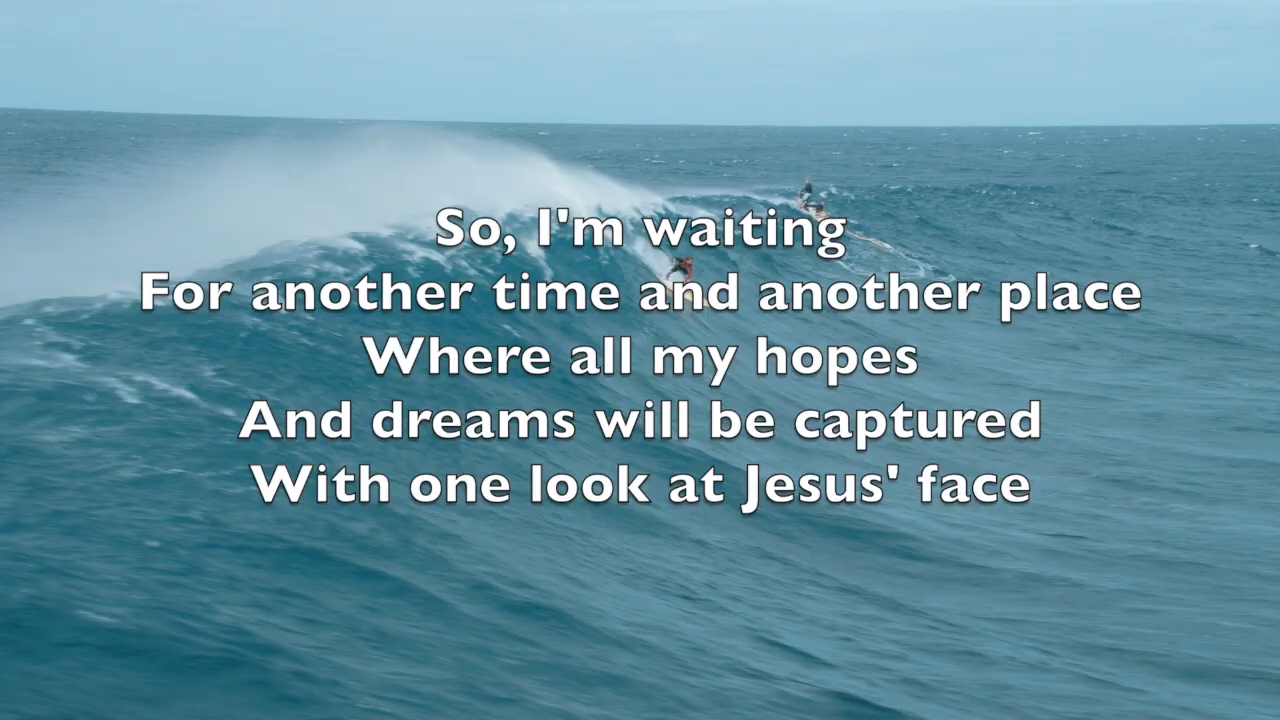 So, I'm waiting
For another time and another place
Where all my hopes
And dreams will be captured
With one look at Jesus' face